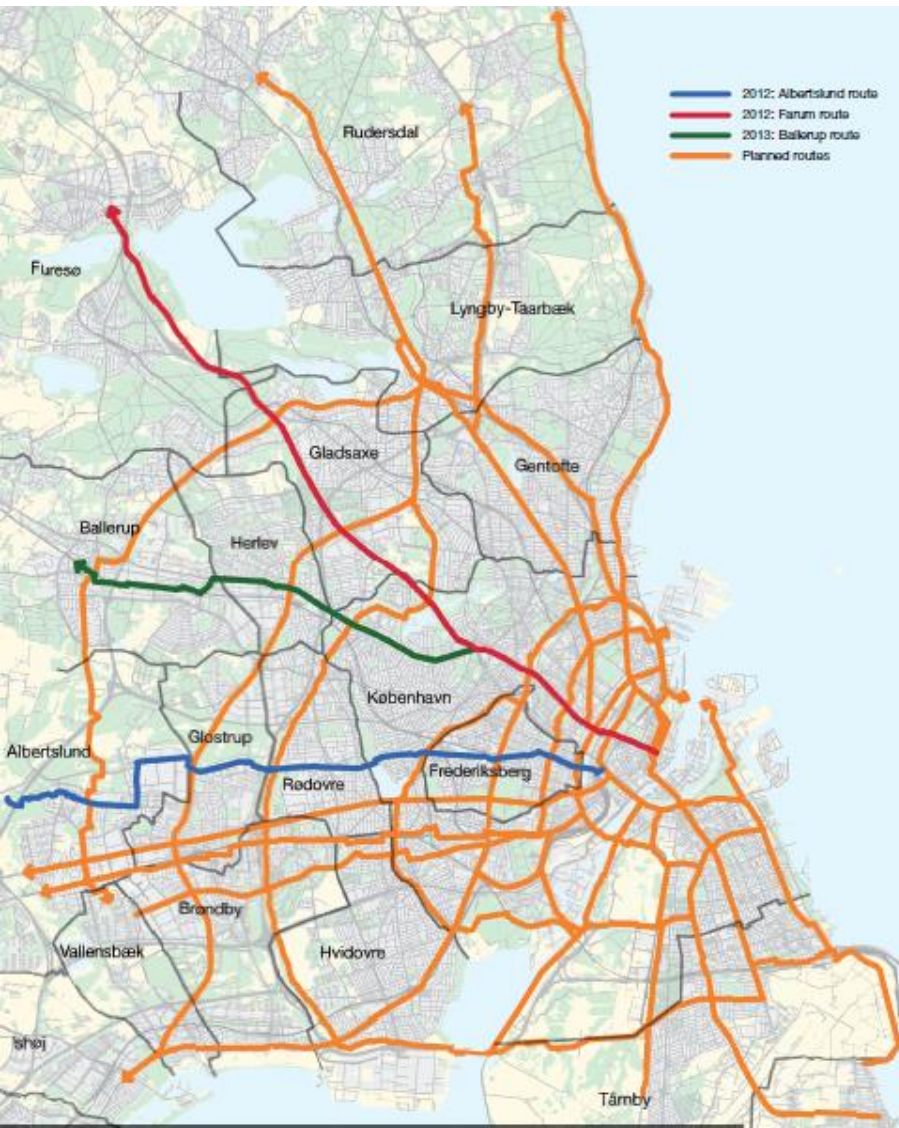 2012: Albertslund route
2012: Farum route
2013: Ballerup route
Planned routes
Rudersdal
Furesø
Lyngby-Taarbæk
Gladsaxe
Gentofte
Ballerup
Herlev
København
Glostrup
Albertslund
Frederiksberg
Rødovre
Brøndby
Vallensbæk
Hvidovre
Ishøj
Tårnby